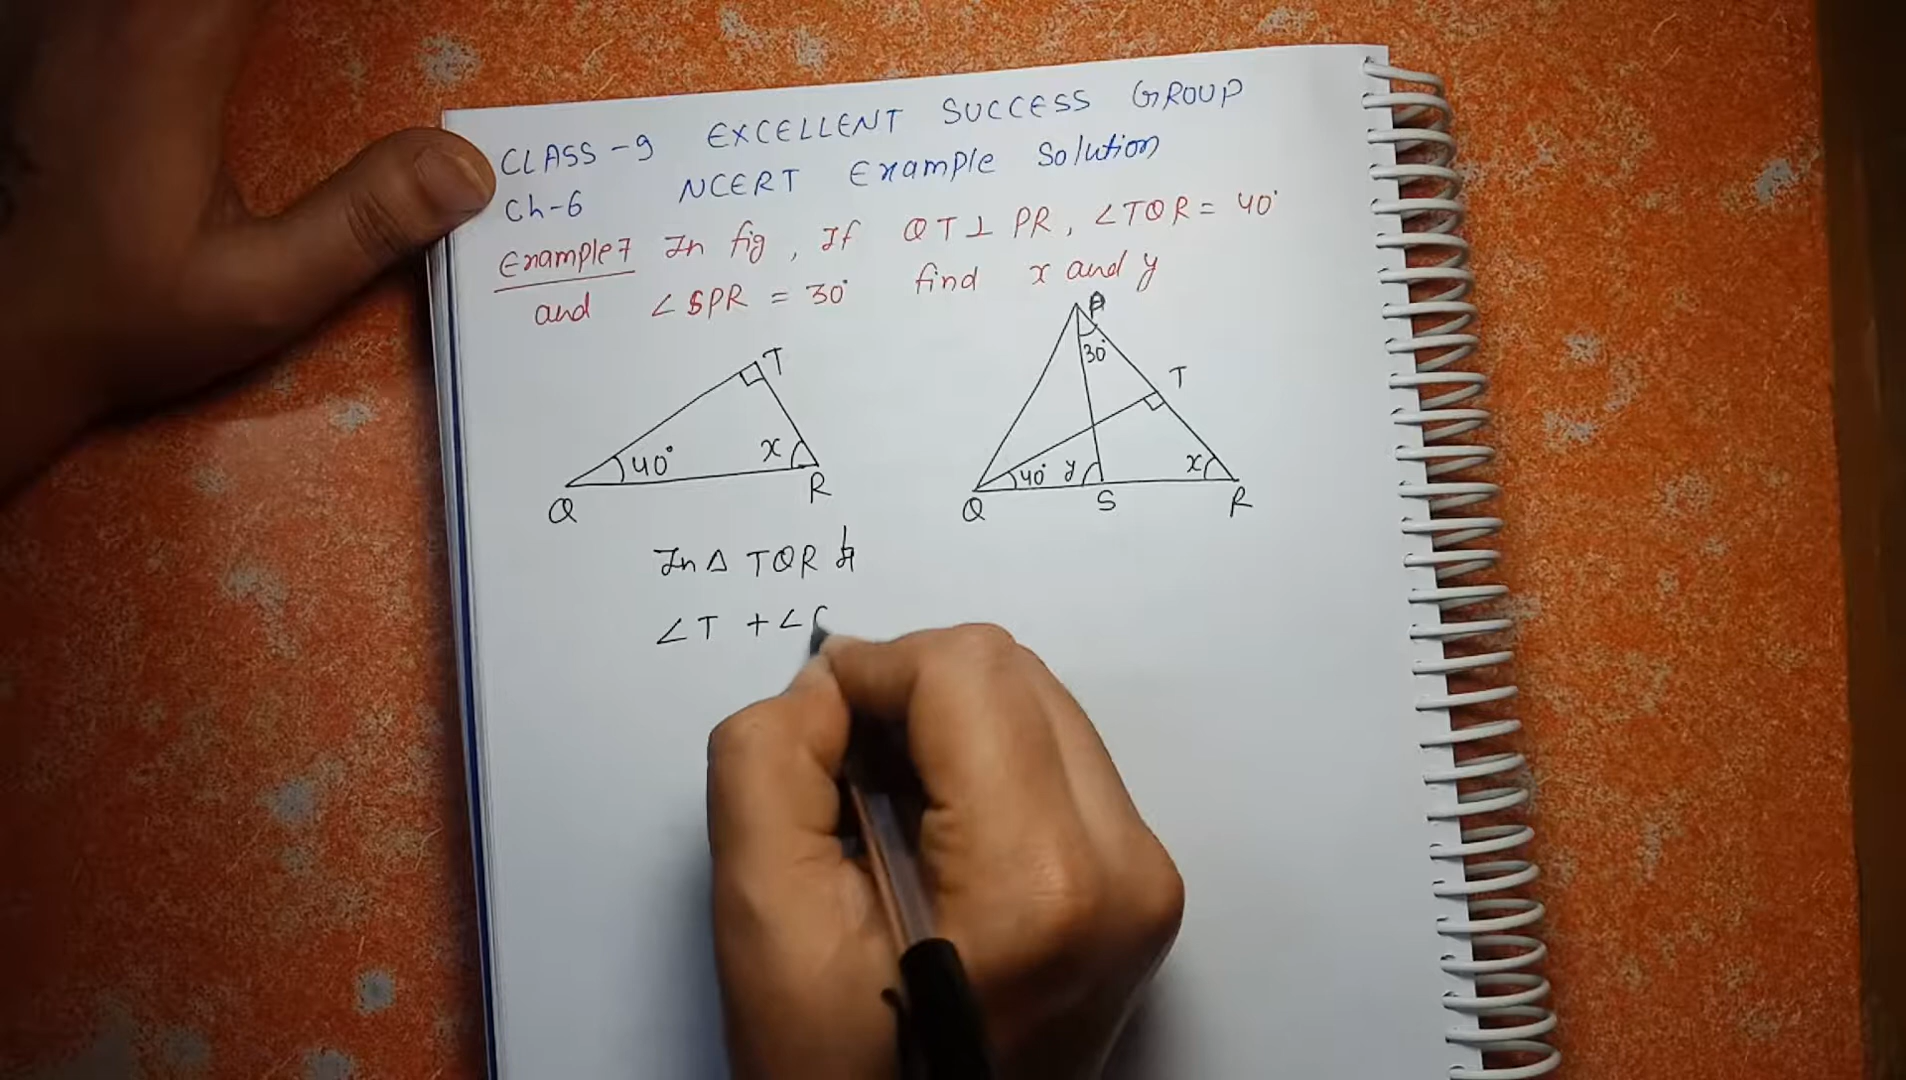 CLASS-9 EXCELLENT SUCCESS GROUP
Ch-6 NCERT Example Solution
Example 7 In fig, If QT⊥PR, ∠TQR = 40°
and ∠SPR = 30° find x and y
T
40° x
Q R
P
30°
T
40° y x
Q S R
In Δ TQR में
∠T + ∠